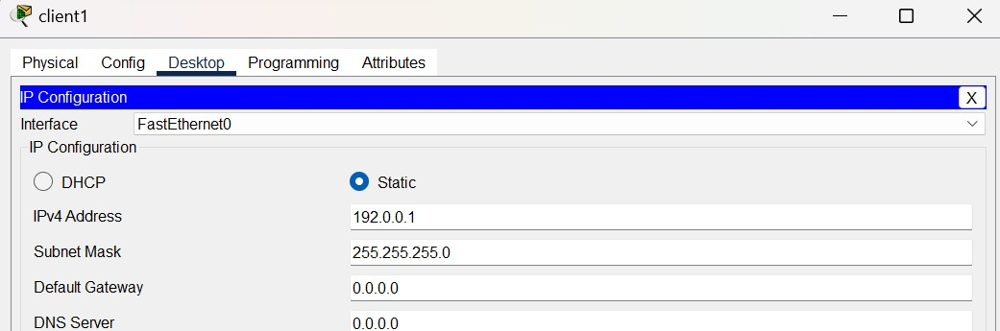 client1
Physical Config Desktop Programming Attributes
IP Configuration X
Interface FastEthernet0
IP Configuration
DHCP Static
IPv4 Address 192.0.0.1
Subnet Mask 255.255.255.0
Default Gateway 0.0.0.0
DNS Server 0.0.0.0